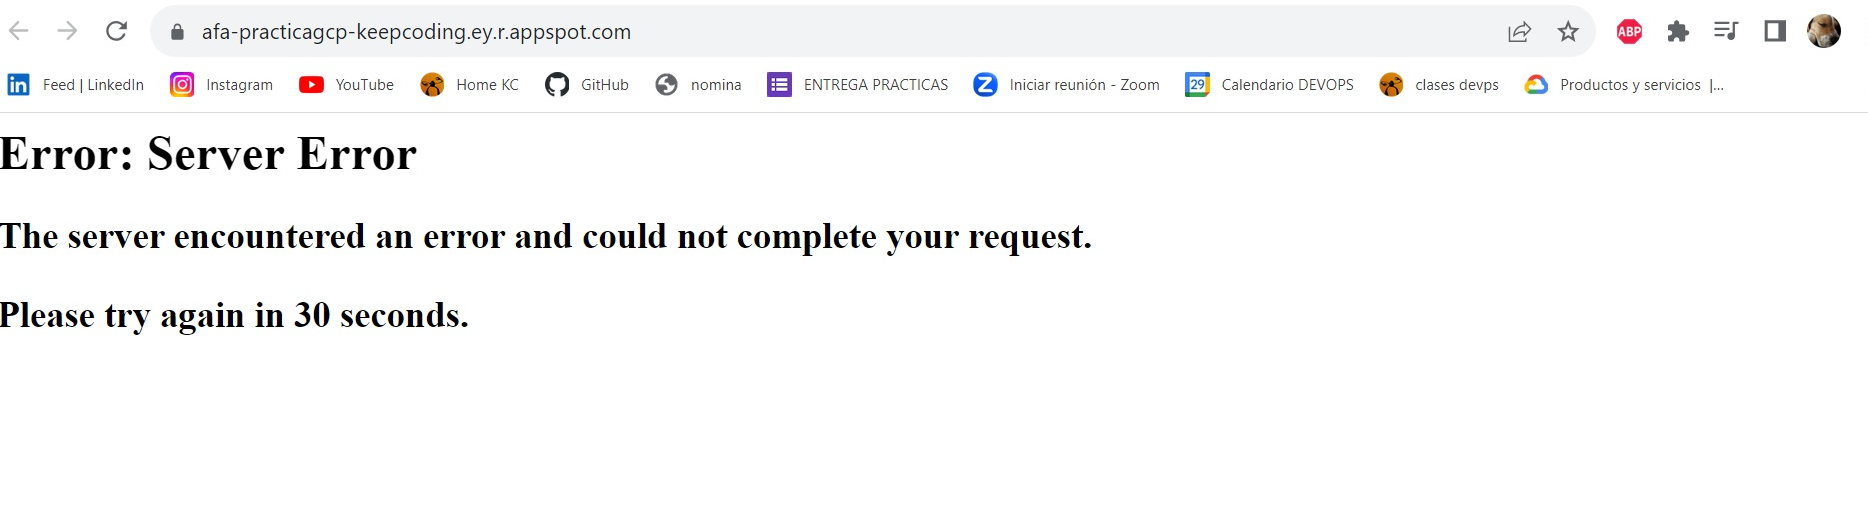 afa-practicagcp-keepcoding.ey.r.appspot.com
ABP
Feed | LinkedIn Instagram YouTube Home KC GitHub nomina ENTREGA PRACTICAS Iniciar reunión - Zoom 29 Calendario DEVOPS clases devps Productos y servicios |...
Error: Server Error
The server encountered an error and could not complete your request.
Please try again in 30 seconds.